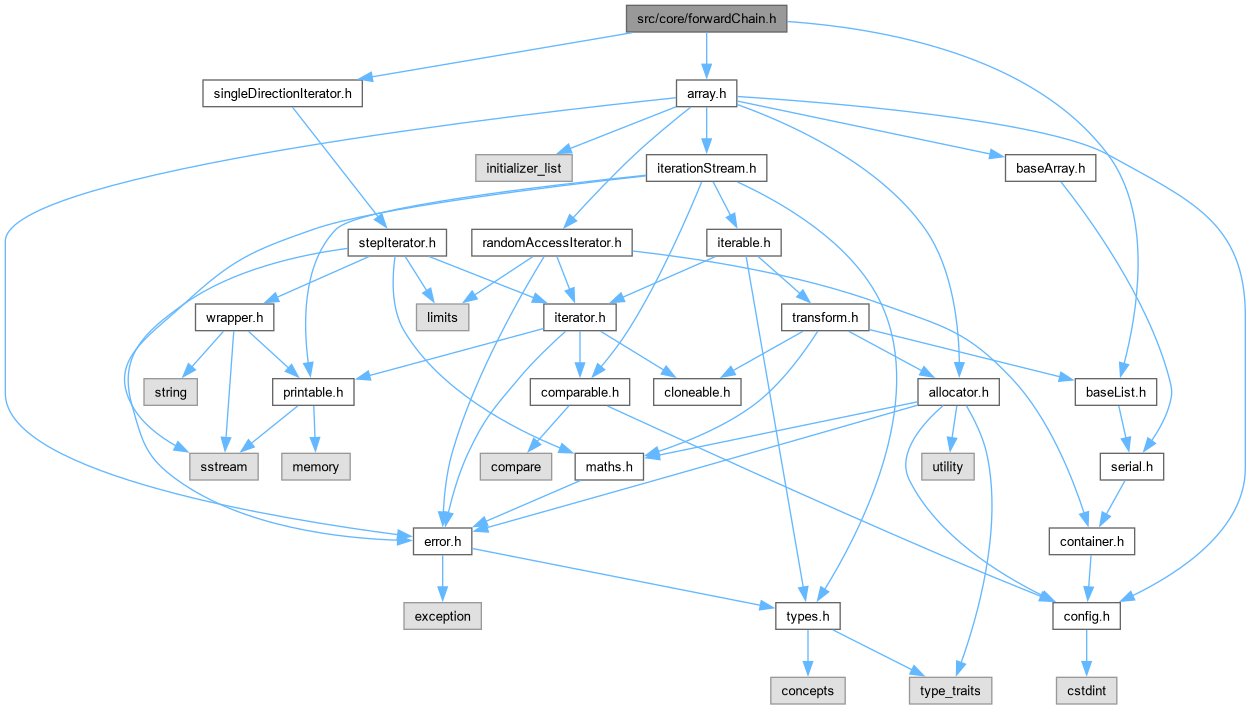 src/core/forwardChain.h
singleDirectionIterator.h
array.h
initializer_list
iterationStream.h
baseArray.h
stepIterator.h
randomAccessIterator.h
iterable.h
wrapper.h
limits
iterator.h
transform.h
string
printable.h
comparable.h
cloneable.h
allocator.h
baseList.h
sstream
memory
compare
maths.h
utility
serial.h
error.h
container.h
exception
types.h
config.h
concepts
type_traits
cstdint